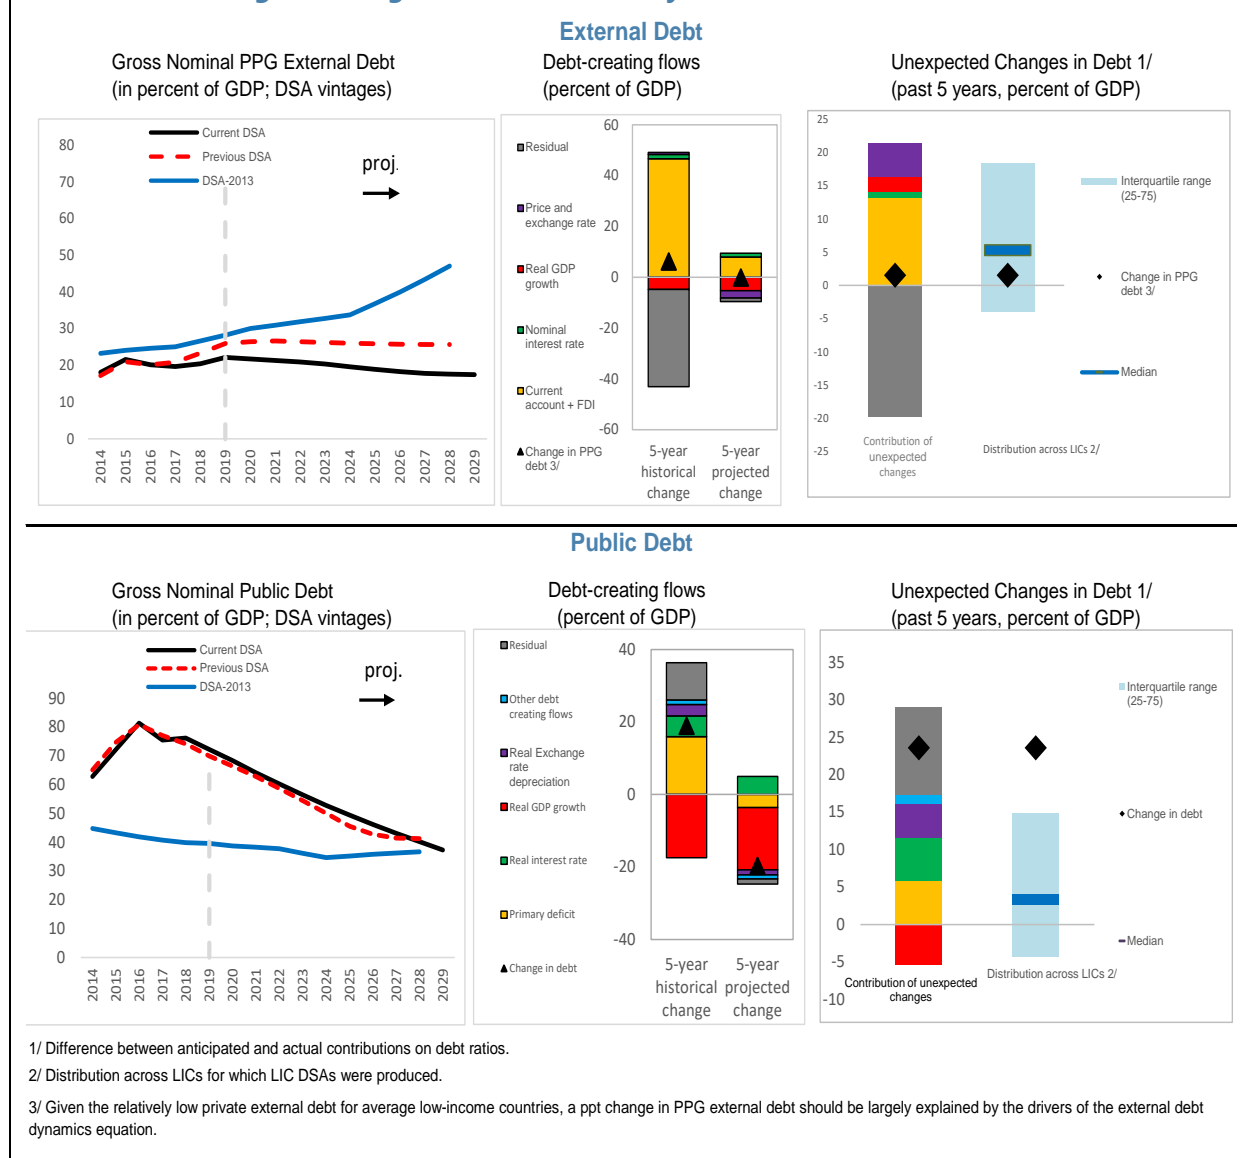 External Debt
Gross Nominal PPG External Debt
(in percent of GDP; DSA vintages)
Debt-creating flows
(percent of GDP)
Unexpected Changes in Debt 1/
(past 5 years, percent of GDP)
Current DSA
Previous DSA
DSA-2013
proj.
80
70
60
50
40
30
20
10
0
2014
2015
2016
2017
2018
2019
2020
2021
2022
2023
2024
2025
2026
2027
2028
2029
Residual
Price and
exchange rate
Real GDP
growth
Nominal
interest rate
Current
account + FDI
Change in PPG
debt 3/
60
40
20
0
-20
-40
-60
5-year
historical
change
5-year
projected
change
25
20
15
10
5
0
-5
-10
-15
-20
-25
Contribution of
unexpected
changes
Distribution across LICs 2/
Interquartile range
(25-75)
Change in PPG
debt 3/
Median
Public Debt
Gross Nominal Public Debt
(in percent of GDP; DSA vintages)
Debt-creating flows
(percent of GDP)
Unexpected Changes in Debt 1/
(past 5 years, percent of GDP)
Current DSA
Previous DSA
DSA-2013
proj.
90
80
70
60
50
40
30
20
10
0
2014
2015
2016
2017
2018
2019
2020
2021
2022
2023
2024
2025
2026
2027
2028
2029
Residual
Other debt
creating flows
Real Exchange
rate
depreciation
Real GDP growth
Real interest rate
Primary deficit
Change in debt
40
20
0
-20
-40
5-year
historical
change
5-year
projected
change
35
30
25
20
15
10
5
0
-5
-10
Contribution of unexpected
changes
Distribution across LICs 2/
Interquartile range
(25-75)
Change in debt
Median
1/ Difference between anticipated and actual contributions on debt ratios.
2/ Distribution across LICs for which LIC DSAs were produced.
3/ Given the relatively low private external debt for average low-income countries, a ppt change in PPG external debt should be largely explained by the drivers of the external debt
dynamics equation.